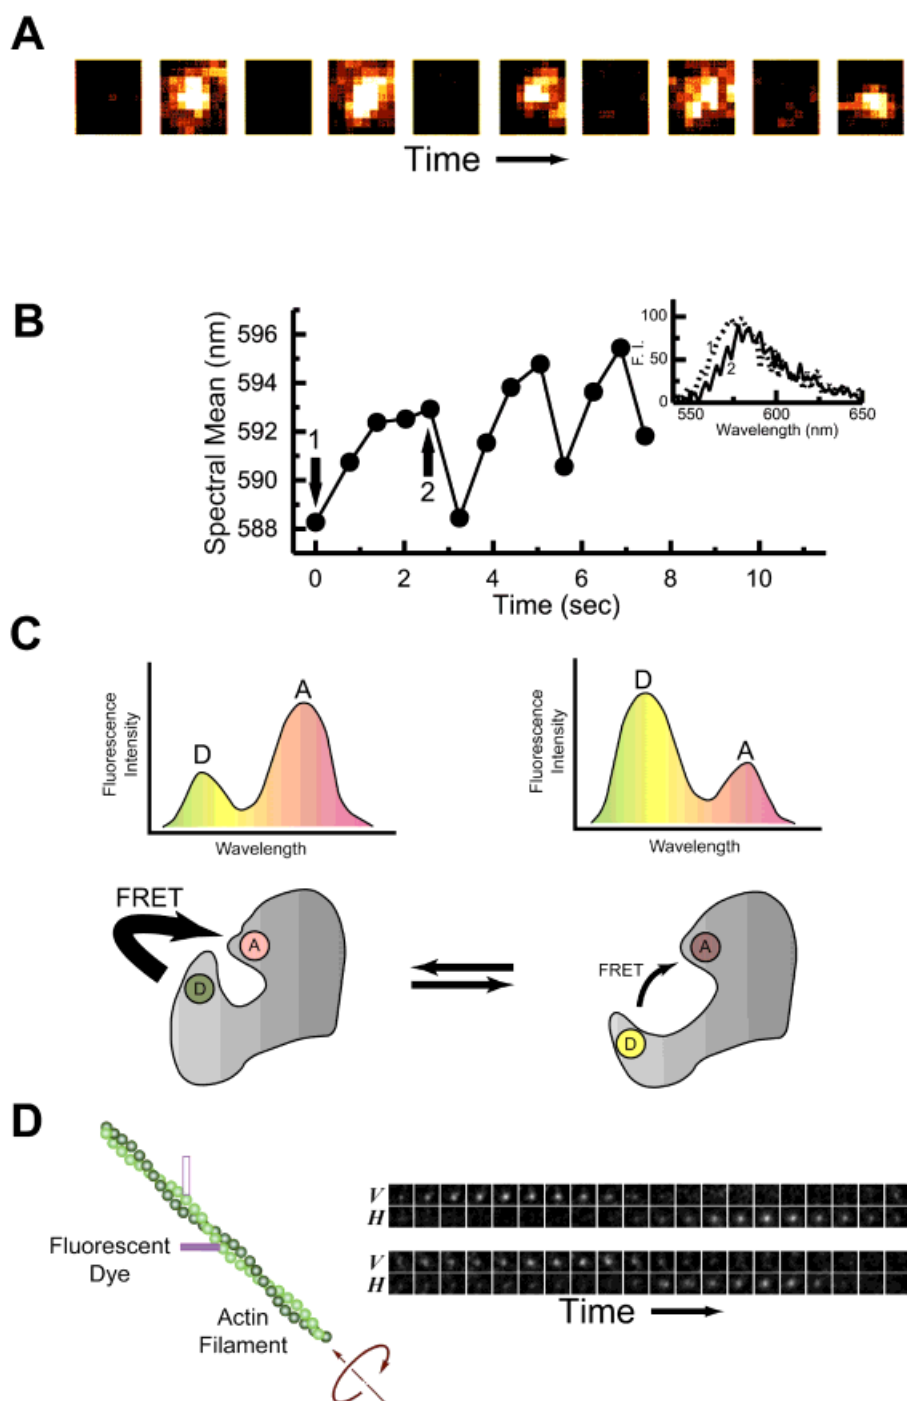 A
Time
B
Spectral Mean (nm)
596
594
592
590
588
1
2
0 2 4 6 8 10
Time (sec)
F. I.
100
50
0
1
2
550 600 650
Wavelength (nm)
C
Fluorescence
Intensity
D
A
Wavelength
Fluorescence
Intensity
D
A
Wavelength
FRET
A
D
FRET
A
D
D
Fluorescent
Dye
Actin
Filament
V
H
V
H
Time